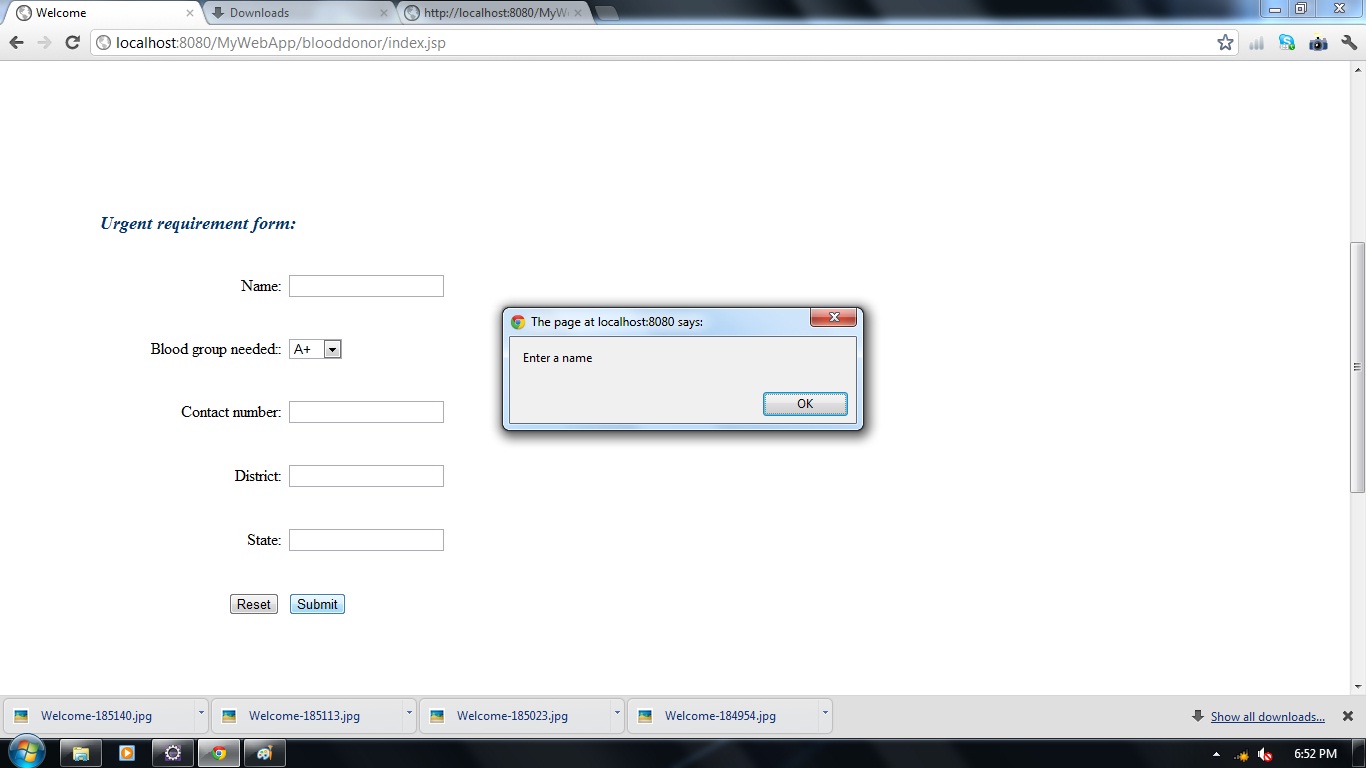 Welcome
Downloads
http://localhost:8080/MyW
localhost:8080/MyWebApp/blooddonor/index.jsp
Urgent requirement form:
Name:
The page at localhost:8080 says:
Enter a name
OK
Blood group needed:: A+
Contact number:
District:
State:
Reset Submit
Welcome-185140.jpg Welcome-185113.jpg Welcome-185023.jpg Welcome-184954.jpg Show all downloads...
6:52 PM